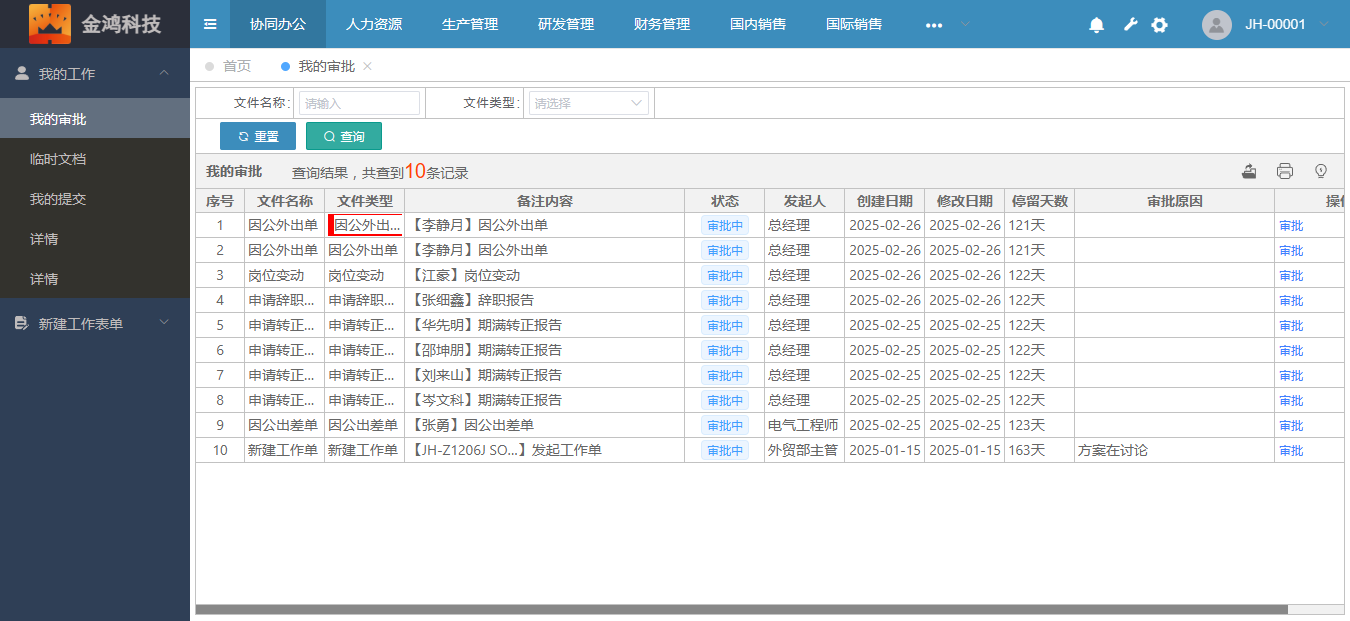 金鸿科技
协同办公 人力资源 生产管理 研发管理 财务管理 国内销售 国际销售 ••• JH-00001
我的工作
我的审批
临时文档
我的提交
详情
详情
新建工作表单
首页 我的审批
文件名称: 请输入 文件类型: 请选择
重置 查询
我的审批 查询结果，共查到10条记录
序号 文件名称 文件类型 备注内容 状态 发起人 创建日期 修改日期 停留天数 审批原因
1 因公外出单 因公外出... 【李静月】因公外出单 审批中 总经理 2025-02-26 2025-02-26 121天 审批
2 因公外出单 因公外出单 【李静月】因公外出单 审批中 总经理 2025-02-26 2025-02-26 121天 审批
3 岗位变动 岗位变动 【江豪】岗位变动 审批中 总经理 2025-02-26 2025-02-26 122天 审批
4 申请辞职... 申请辞职... 【张细鑫】辞职报告 审批中 总经理 2025-02-26 2025-02-26 122天 审批
5 申请转正... 申请转正... 【华先明】期满转正报告 审批中 总经理 2025-02-25 2025-02-25 122天 审批
6 申请转正... 申请转正... 【邵坤朋】期满转正报告 审批中 总经理 2025-02-25 2025-02-25 122天 审批
7 申请转正... 申请转正... 【刘来山】期满转正报告 审批中 总经理 2025-02-25 2025-02-25 122天 审批
8 申请转正... 申请转正... 【岑文科】期满转正报告 审批中 总经理 2025-02-25 2025-02-25 122天 审批
9 因公出差单 因公出差单 【张勇】因公出差单 审批中 电气工程师 2025-02-25 2025-02-25 123天 审批
10 新建工作单 新建工作单 【JH-Z1206J SO...】发起工作单 审批中 外贸部主管 2025-01-15 2025-01-15 163天 方案在讨论 审批